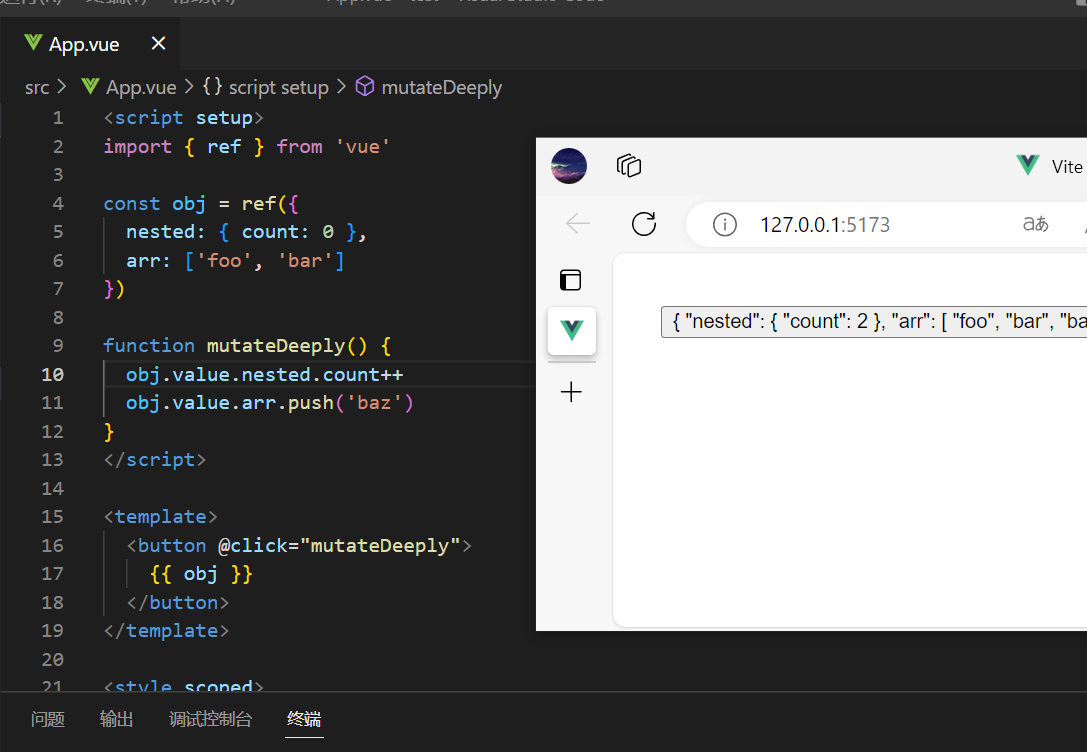 App.vue
src > App.vue > {} script setup > mutateDeeply
1 <script setup>
2 import { ref } from 'vue'
3
4 const obj = ref({
5 nested: { count: 0 },
6 arr: ['foo', 'bar']
7 })
8
9 function mutateDeeply() {
10 obj.value.nested.count++
11 obj.value.arr.push('baz')
12 }
13 </script>
14
15 <template>
16 <button @click="mutateDeeply">
17 {{ obj }}
18 </button>
19 </template>
20
21 <style scoped>
Vite
127.0.0.1:5173
aあ
{ "nested": { "count": 2 }, "arr": [ "foo", "bar", "ba
问题 输出 调试控制台 终端